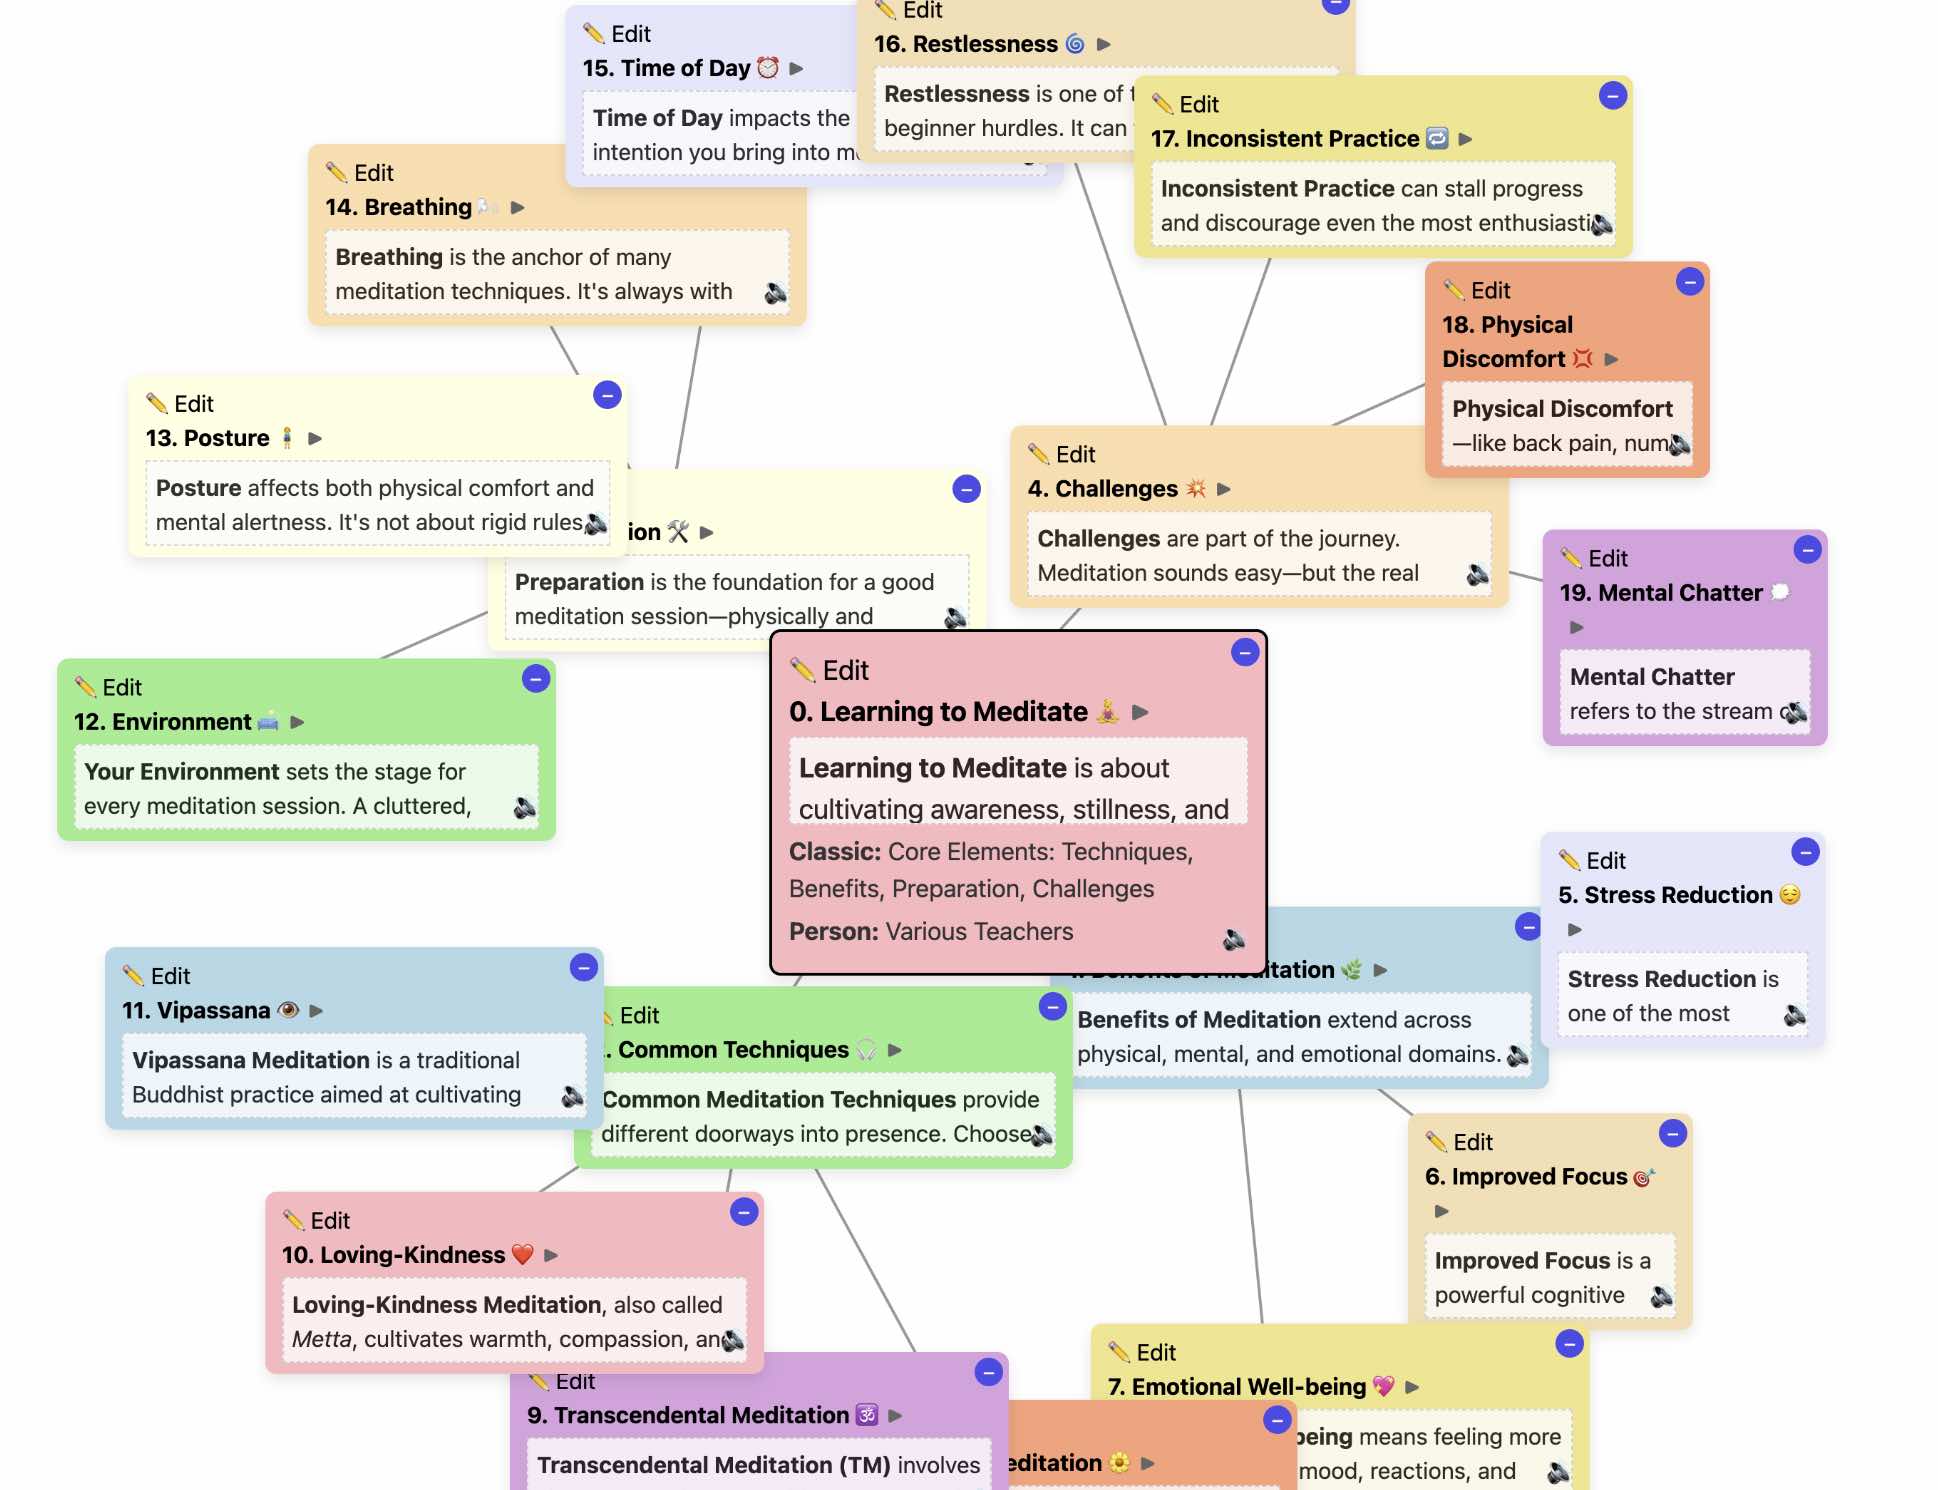 Edit
15. Time of Day
Time of Day impacts the
intention you bring into
Edit
16. Restlessness
Restlessness is one of
beginner hurdles. It can
Edit
17. Inconsistent Practice
Inconsistent Practice can stall progress
and discourage even the most
Edit
14. Breathing
Breathing is the anchor of many
meditation techniques. It's always with
Edit
18. Physical
Discomfort
Physical Discomfort
—like back pain,
Edit
13. Posture
Posture affects both physical comfort and
mental alertness. It's not about rigid rules,
Preparation is the foundation for a good
meditation session—physically and
Edit
4. Challenges
Challenges are part of the journey.
Meditation sounds easy—but the real
Edit
19. Mental Chatter
Mental Chatter
refers to the stream
Edit
12. Environment
Your Environment sets the stage for
every meditation session. A cluttered,
Edit
0. Learning to Meditate
Learning to Meditate is about
cultivating awareness, stillness, and
Classic: Core Elements: Techniques,
Benefits, Preparation, Challenges
Person: Various Teachers
Edit
5. Stress Reduction
Stress Reduction is
one of the most
Benefits of Meditation
Benefits of Meditation extend across
physical, mental, and emotional domains.
Edit
11. Vipassana
Vipassana Meditation is a traditional
Buddhist practice aimed at cultivating
Edit
Common Techniques
Common Meditation Techniques provide
different doorways into presence. Choose
Edit
6. Improved Focus
Improved Focus is a
powerful cognitive
Edit
10. Loving-Kindness
Loving-Kindness Meditation, also called
Metta, cultivates warmth, compassion, an
Edit
9. Transcendental Meditation
Transcendental Meditation (TM) involves
Edit
7. Emotional Well-being
being means feeling more
mood, reactions, and
editation